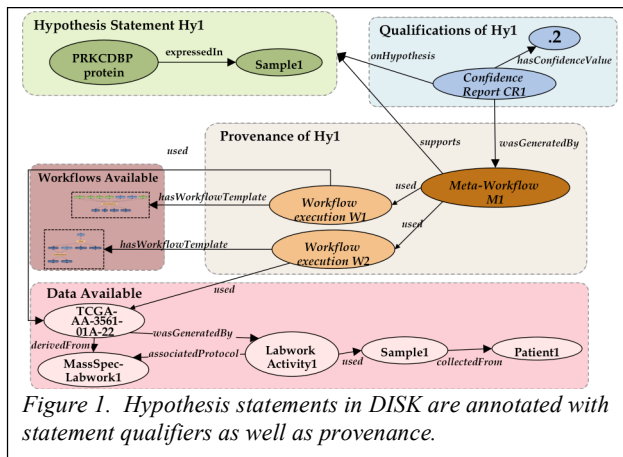 Hypothesis Statement Hy1
PRKCDBP
protein
expressedIn
Sample1
Qualifications of Hy1
.2
hasConfidenceValue
onHypothesis
Confidence
Report CR1
Provenance of Hy1
supports
wasGeneratedBy
used
Workflows Available
hasWorkflowTemplate
Workflow
execution W1
used
Meta-Workflow
M1
hasWorkflowTemplate
Workflow
execution W2
used
used
Data Available
TCGA-
AA-3561-
01A-22
wasGeneratedBy
derivedFrom
associatedProtocol
MassSpec-
Labwork1
Labwork
Activity1
used
Sample1
collectedFrom
Patient1
Figure 1. Hypothesis statements in DISK are annotated with
statement qualifiers as well as provenance.